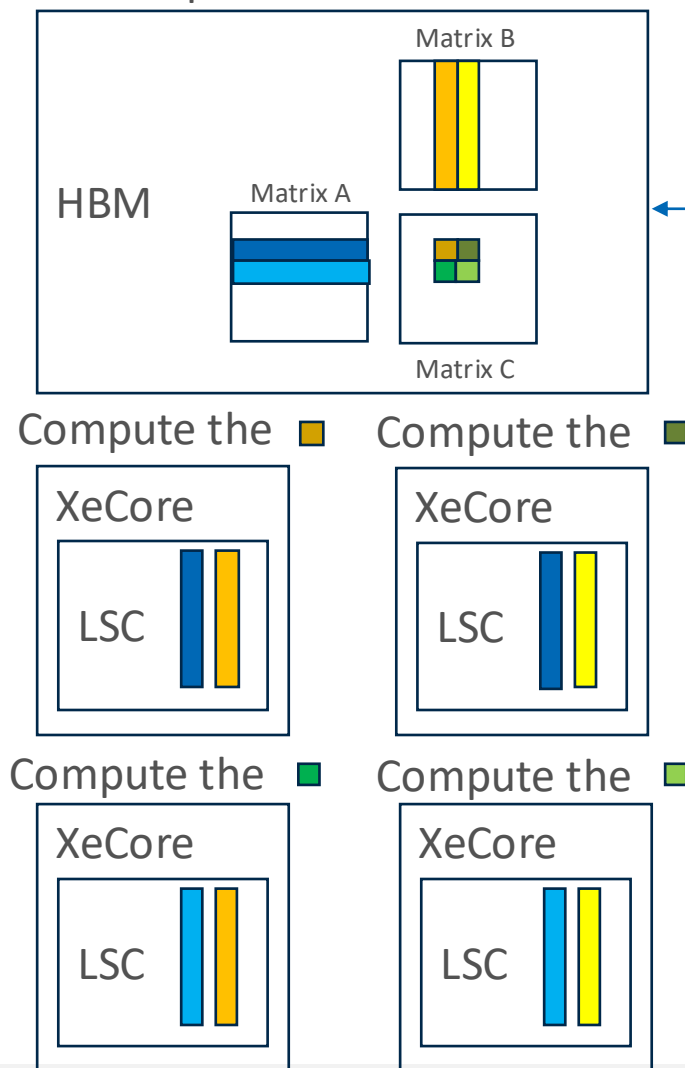 Matrix B
HBM
Matrix A
Matrix C
Compute the
Compute the
XeCore
LSC
XeCore
LSC
Compute the
Compute the
XeCore
LSC
XeCore
LSC